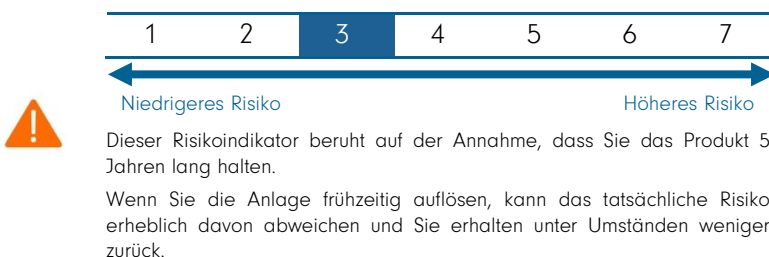 1 2 3 4 5 6 7
Niedrigeres Risiko Höheres Risiko
Dieser Risikoindikator beruht auf der Annahme, dass Sie das Produkt 5
Jahren lang halten.
Wenn Sie die Anlage frühzeitig auflösen, kann das tatsächliche Risiko
erheblich davon abweichen und Sie erhalten unter Umständen weniger
zurück.